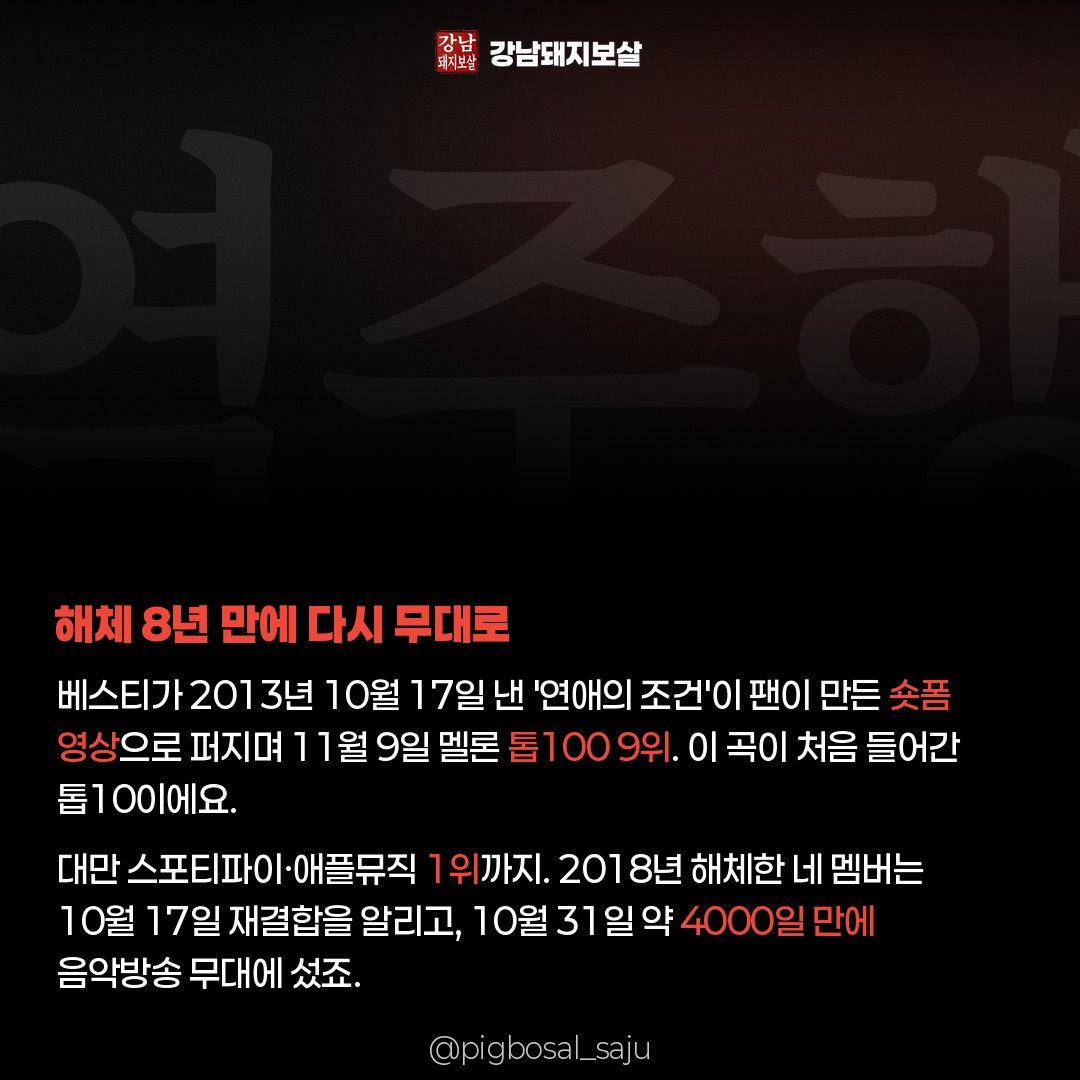 강남
돼지보살
강남돼지보살
역주행
해체 8년 만에 다시 무대로
베스티가 2013년 10월 17일 낸 '연애의 조건'이 팬이 만든 숏폼
영상으로 퍼지며 11월 9일 멜론 톱100 9위. 이 곡이 처음 들어간
톱10이에요.
대만 스포티파이·애플뮤직 1위까지. 2018년 해체한 네 멤버는
10월 17일 재결합을 알리고, 10월 31일 약 4000일 만에
음악방송 무대에 섰죠.
@pigbosal_saju